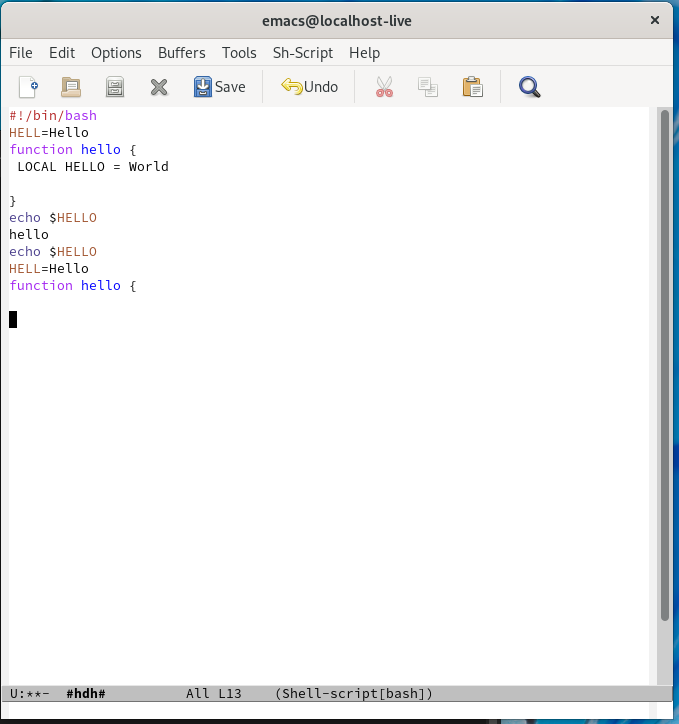 emacs@localhost-live
File Edit Options Buffers Tools Sh-Script Help
Save Undo
#!/bin/bash
HELL=Hello
function hello {
 LOCAL HELLO = World
}
echo $HELLO
hello
echo $HELLO
HELL=Hello
function hello {
U:**- #hdh# All L13 (Shell-script[bash])